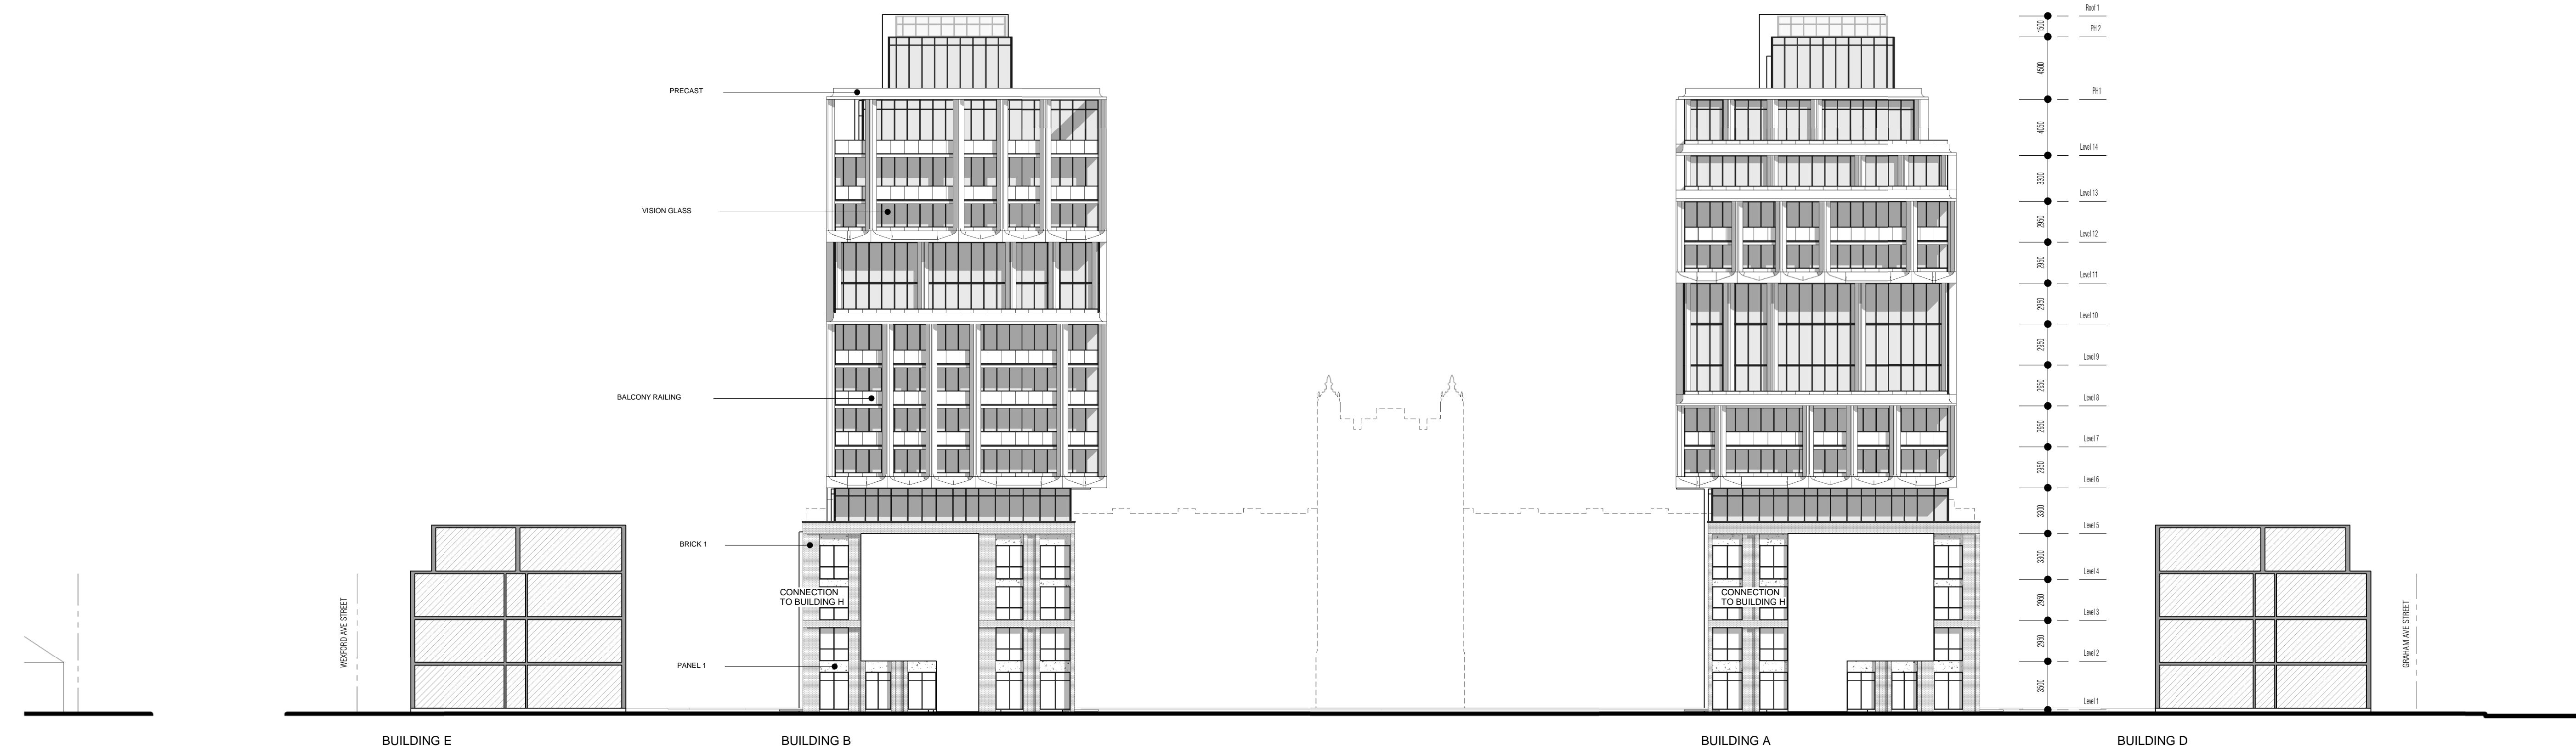 PRECAST
VISION GLASS
BALCONY RAILING
BRICK 1
CONNECTION
TO BUILDING H
PANEL 1
WEXFORD AVE STREET
CONNECTION
TO BUILDING H
Roof 1
1500
PH 2
4500
PH1
4050
Level 14
3300
Level 13
2950
Level 12
2950
Level 11
2950
Level 10
2950
Level 9
2950
Level 8
2950
Level 7
2950
Level 6
3300
Level 5
3300
Level 4
2950
Level 3
2950
Level 2
3500
Level 1
GRAHAM AVE STREET
BUILDING E
BUILDING B
BUILDING A
BUILDING D